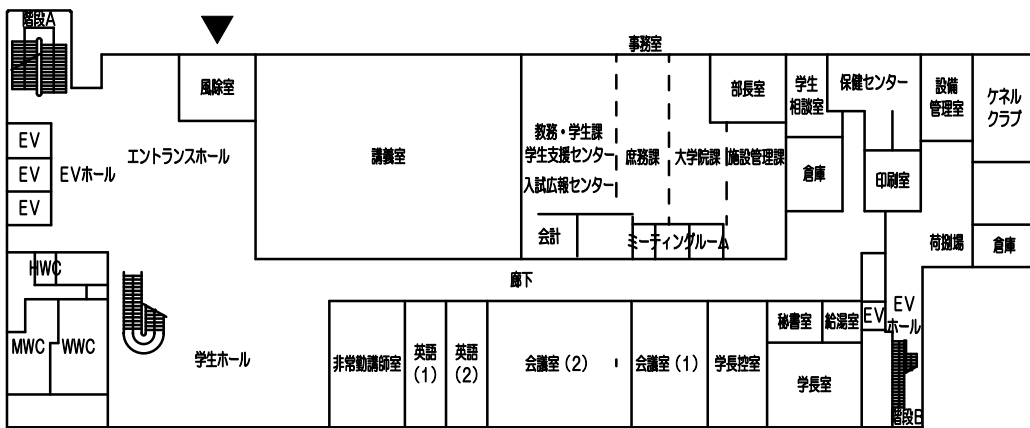 階段A
事務室
風除室
部長室
学生
相談室
保健センター
設備
管理室
ケネル
クラブ
EV
EV
EV
EVホール
エントランスホール
講義室
教務・学生課
学生支援センター
入試広報センター
庶務課
大学院課
施設管理課
倉庫
印刷室
会計
ミーティングルーム
荷捌場
倉庫
HWC
廊下
MWC
WWC
学生ホール
非常勤講師室
英語
(1)
英語
(2)
会議室(2)
会議室(1)
学長控室
秘書室
給湯室
学長室
EV
EV
ホール
階段B